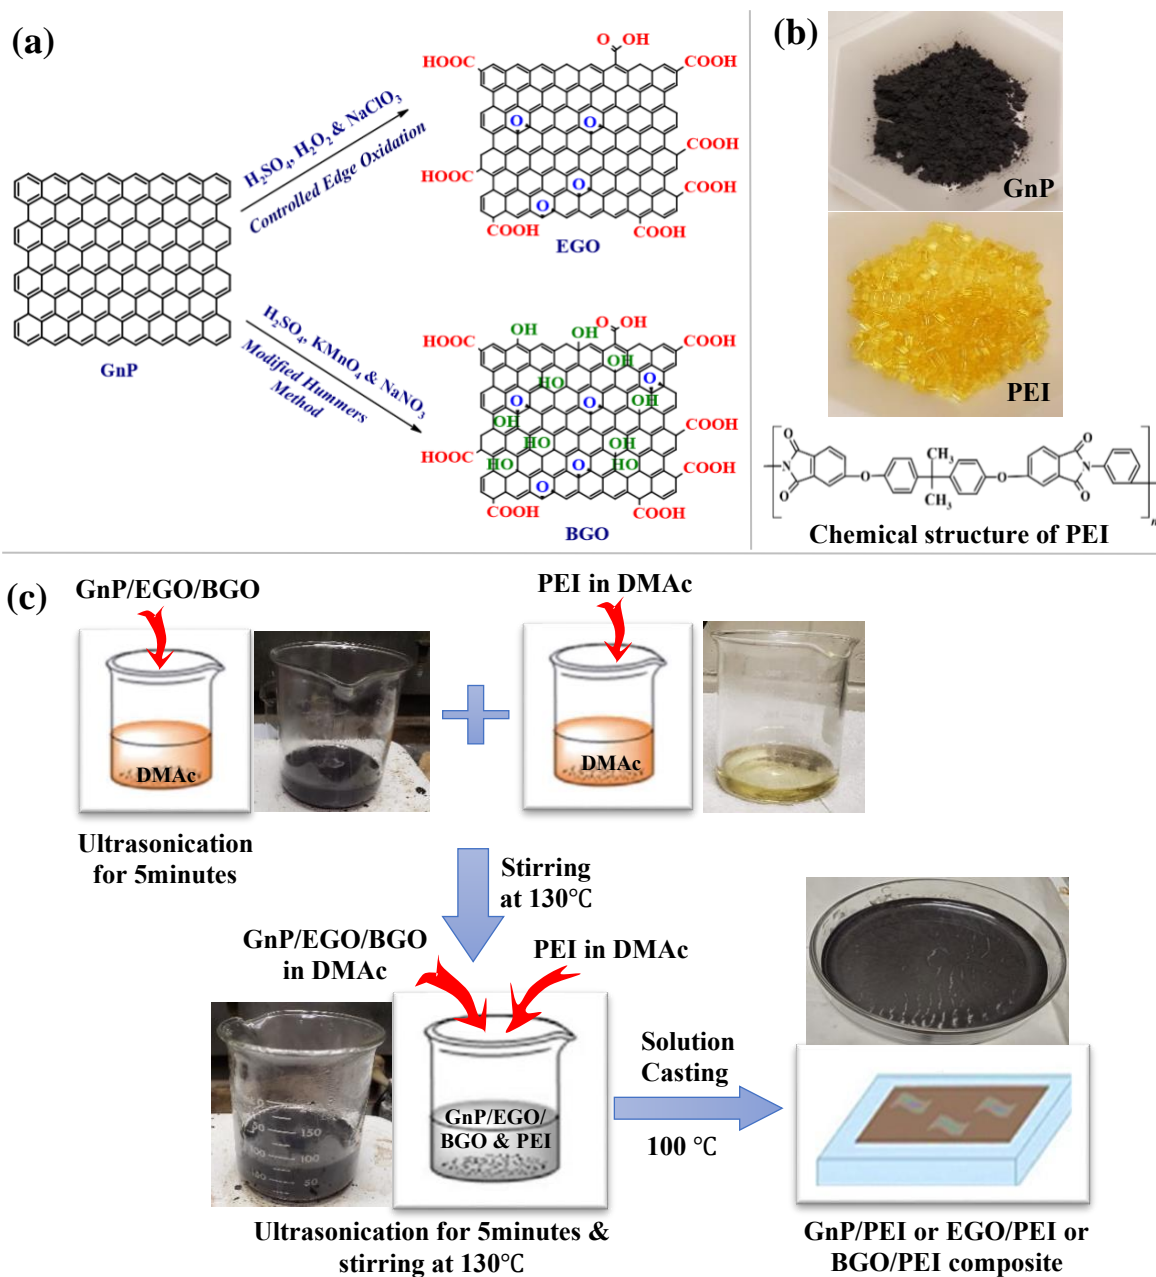 (a)
HOOC
O
OH
COOH
H₂SO₄, H₂O₂ & NaClO₃
Controlled Edge Oxidation
O
O
COOH
HOOC
O
COOH
O
COOH
COOH
EGO
GnP
H₂SO₄, KMnO₄ & NaNO₃
Modified Hummers
Method
HOOC
OH
OH
O
OH
COOH
OH
HO
O
O
O
OH
OH
COOH
HO
OH
HOOC
HO
O
HO
COOH
O
COOH
COOH
BGO
(b)
GnP
PEI
O
O
O
O
N
O
CH₃
CH₃
O
N
n
Chemical structure of PEI
(c)
GnP/EGO/BGO
PEI in DMAc
DMAc
DMAc
Ultrasonication
for 5minutes
Stirring
at 130℃
GnP/EGO/BGO
in DMAc
PEI in DMAc
150
100
50
GnP/EGO/
BGO & PEI
Solution
Casting
100 ℃
Ultrasonication for 5minutes &
stirring at 130℃
GnP/PEI or EGO/PEI or
BGO/PEI composite